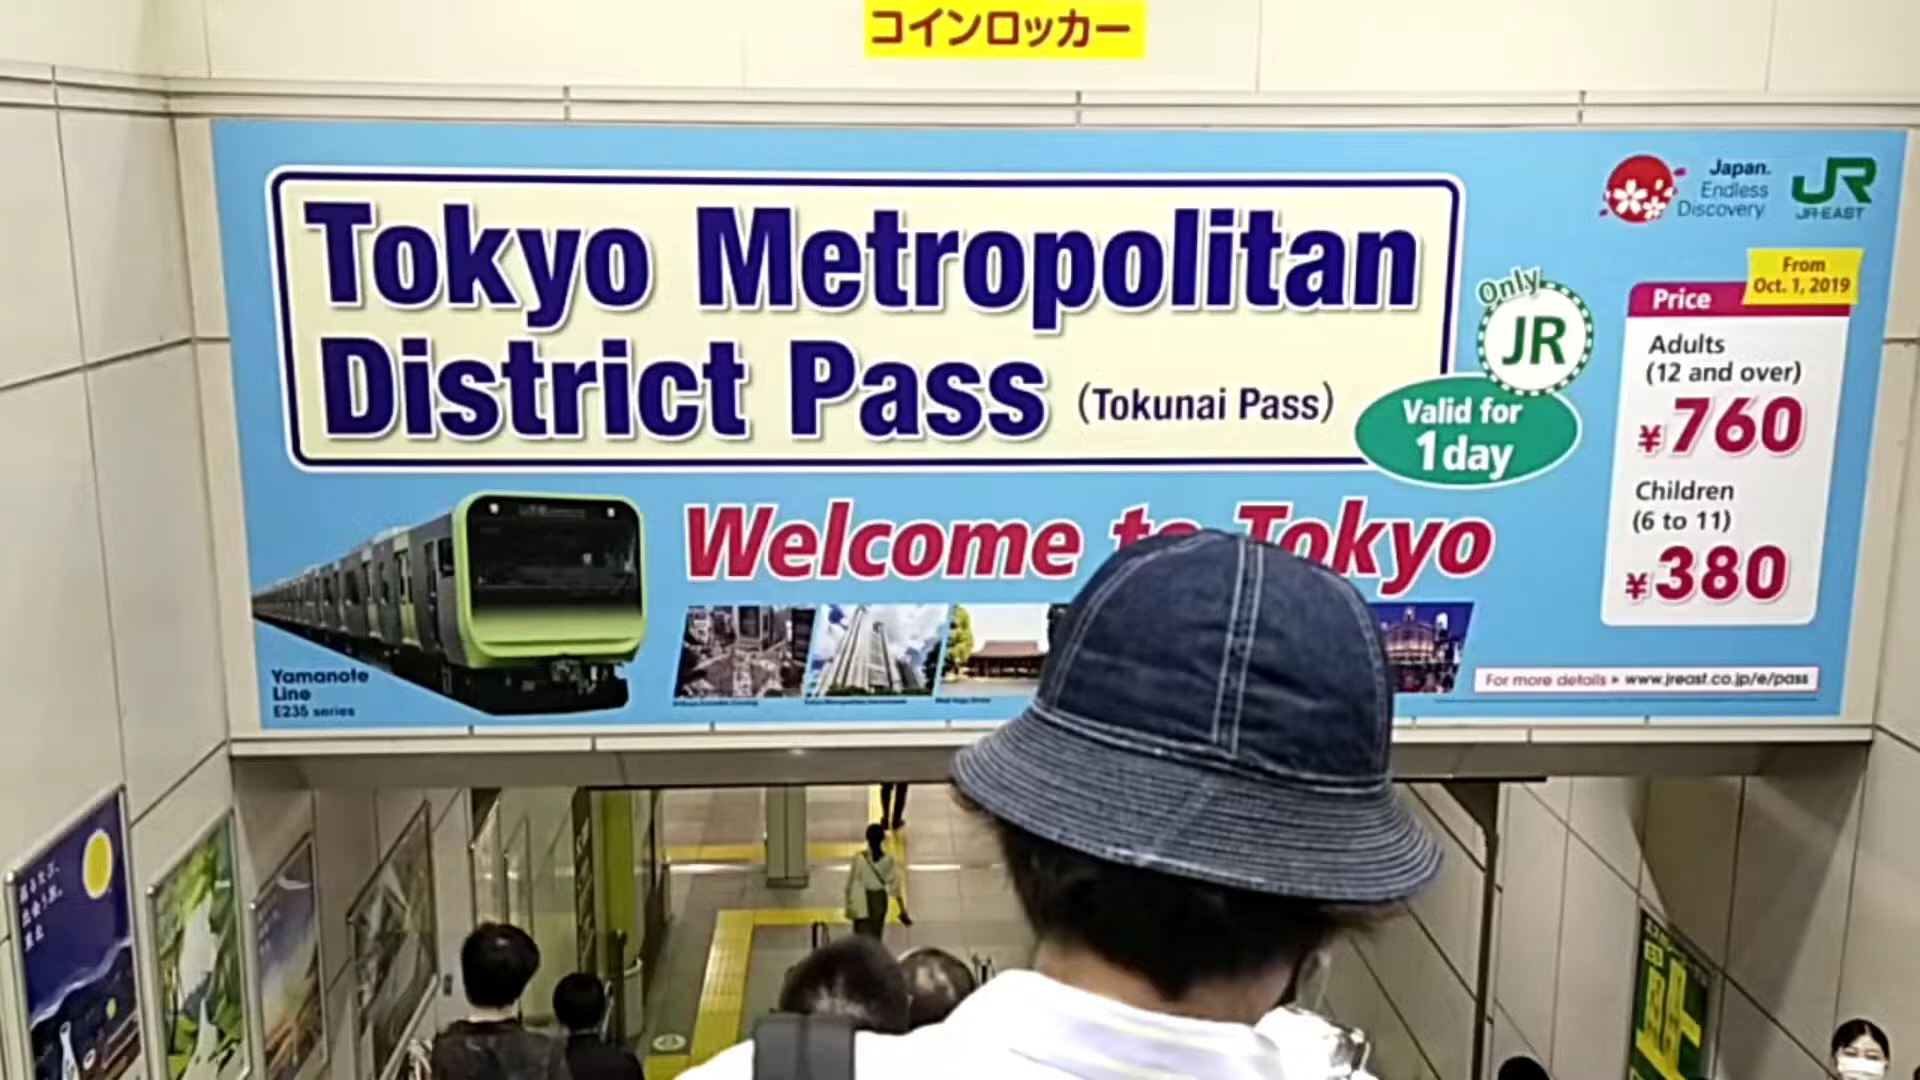 コインロッカー
Tokyo Metropolitan
District Pass (Tokunai Pass)
Only
JR
Valid for
1day
Japan.
Endless
Discovery.
JR
JR-EAST
From
Oct. 1, 2019
Price
Adults
(12 and over)
¥760
Children
(6 to 11)
¥380
Welcome to Tokyo
Yamanote
Line
E235 series
For more details ▸ www.jreast.co.jp/e/pass